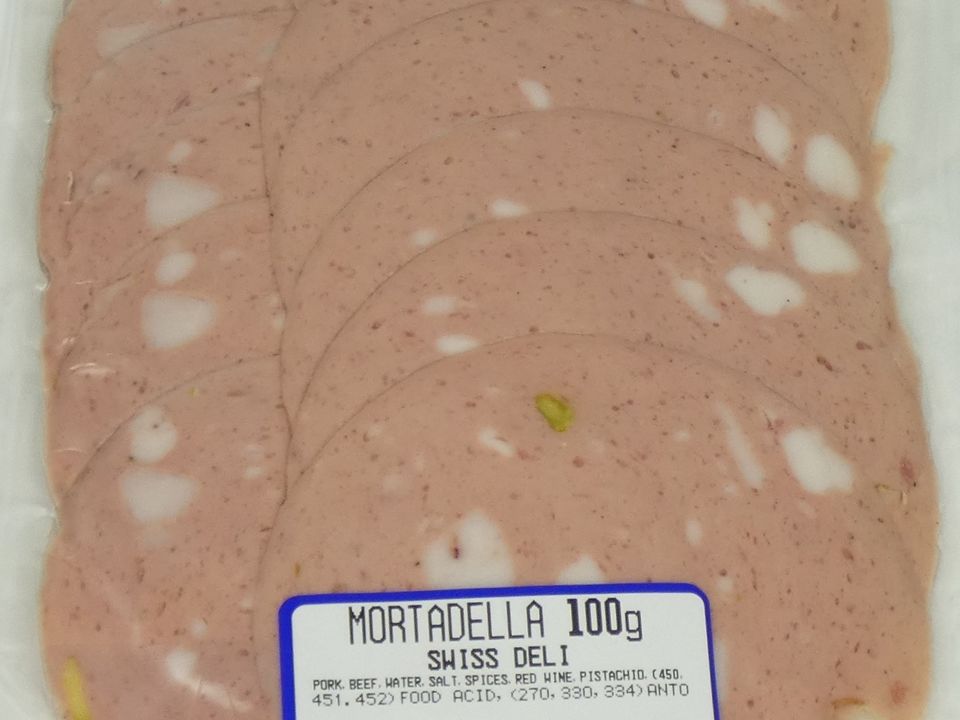 MORTADELLA 100g
SWISS DELI
PORK, BEEF, WATER, SALT, SPICES, RED WINE, PISTACHIO, (450,
451,452) FOOD ACID, (270, 330, 334) ANTO